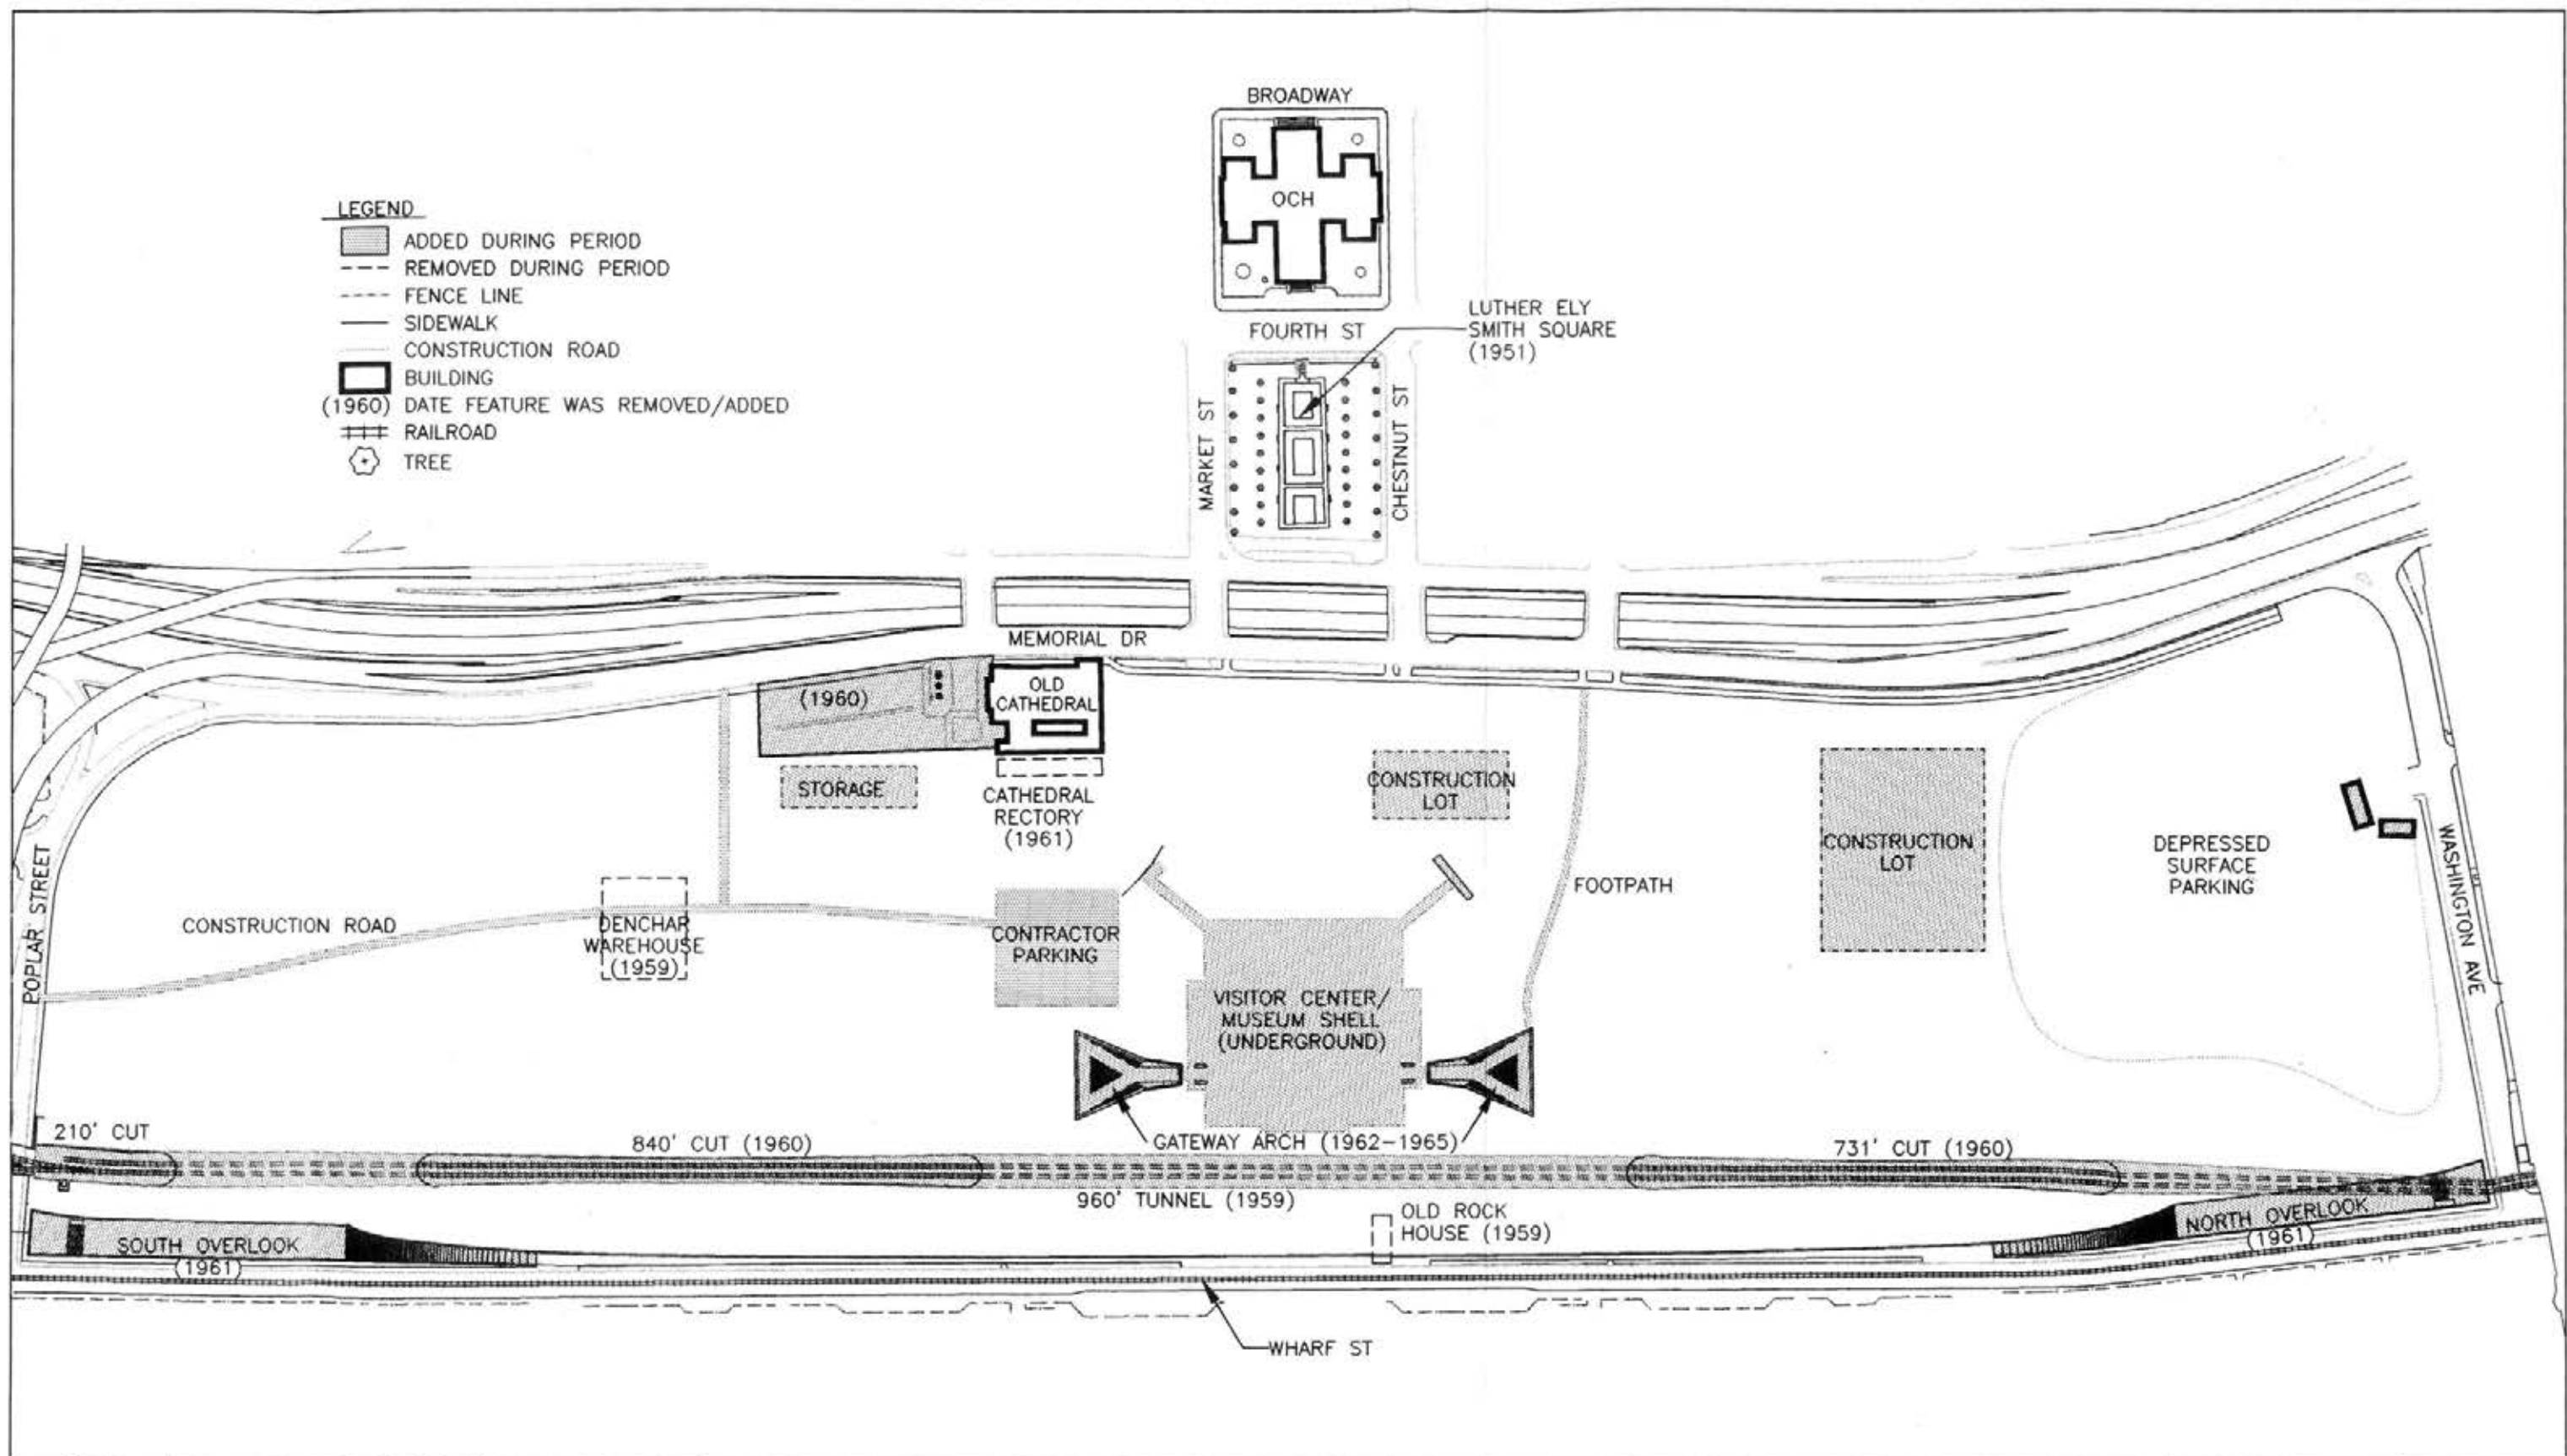 BROADWAY
OCH
LEGEND
ADDED DURING PERIOD
REMOVED DURING PERIOD
FENCE LINE
SIDEWALK
CONSTRUCTION ROAD
BUILDING
(1960) DATE FEATURE WAS REMOVED/ADDED
RAILROAD
TREE
FOURTH ST
LUTHER ELY
SMITH SQUARE
(1951)
MARKET ST
CHESTNUT ST
MEMORIAL DR
(1960)
OLD
CATHEDRAL
STORAGE
CATHEDRAL
RECTORY
(1961)
CONSTRUCTION
LOT
CONSTRUCTION
LOT
DEPRESSED
SURFACE
PARKING
WASHINGTON AVE
POPLAR STREET
CONSTRUCTION ROAD
DENCHAR
WAREHOUSE
(1959)
CONTRACTOR
PARKING
FOOTPATH
VISITOR CENTER/
MUSEUM SHELL
(UNDERGROUND)
210' CUT
840' CUT (1960)
GATEWAY ARCH (1962-1965)
731' CUT (1960)
960' TUNNEL (1959)
OLD ROCK
HOUSE (1959)
SOUTH OVERLOOK
(1961)
NORTH OVERLOOK
(1961)
WHARF ST